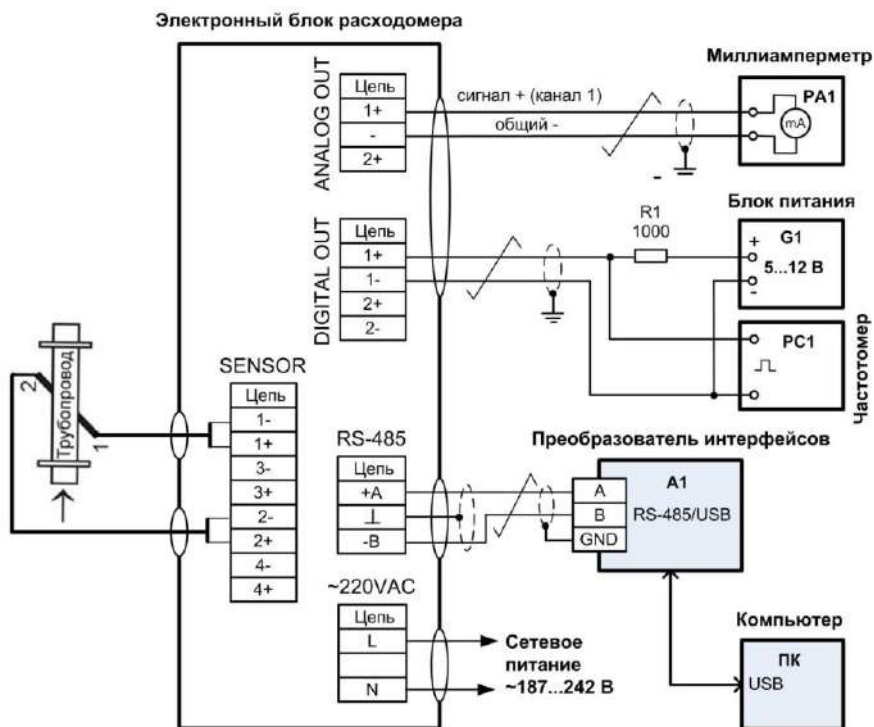 Электронный блок расходомера
ANALOG OUT
Цепь
1+
-
2+
сигнал + (канал 1)
общий -
-
Миллиамперметр
PA1
mA
DIGITAL OUT
Цепь
1+
1-
2+
2-
R1
1000
Блок питания
G1
+
5...12 В
-
PC1
Частотомер
Трубопровод
2
1
SENSOR
Цепь
1-
1+
3-
3+
2-
2+
4-
4+
RS-485
Цепь
+A
⊥
-B
Преобразователь интерфейсов
A1
A
B
GND
RS-485/USB
~220VAC
Цепь
L
N
Сетевое
питание
~187...242 В
Компьютер
ПК
USB